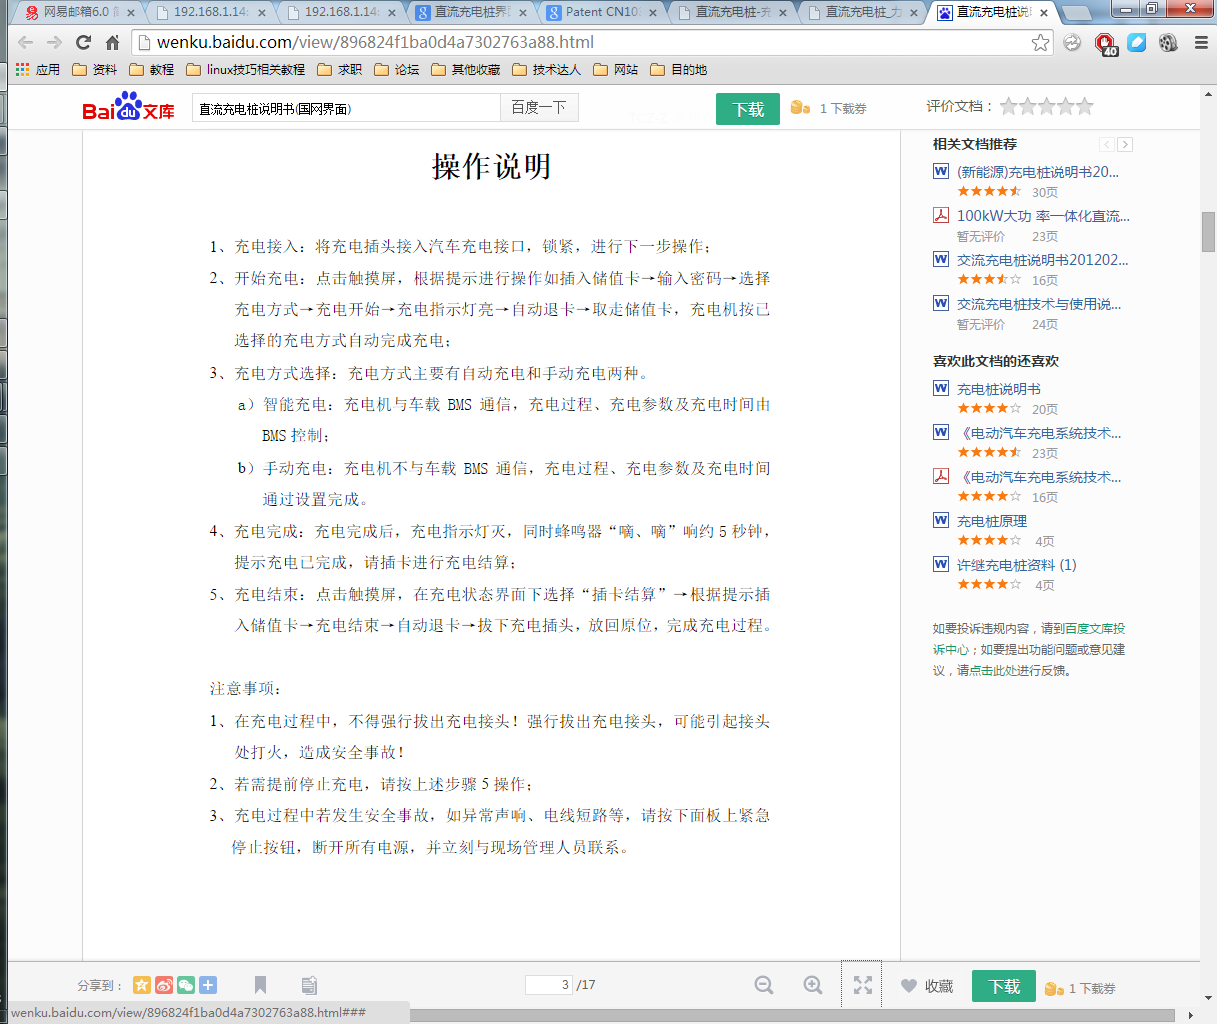 网易邮箱6.0 简
192.168.1.14
192.168.1.14
直流充电桩界
Patent CN10
直流充电桩-充
直流充电桩_力
直流充电桩说
wenku.baidu.com/view/896824f1ba0d4a7302763a88.html
40
应用 资料 教程 linux技巧相关教程 求职 论坛 其他收藏 技术达人 网站 目的地
Bai du 文库
直流充电桩说明书(国网界面)
百度一下
下载
1 下载券
评价文档：
操作说明
1、充电接入：将充电插头接入汽车充电接口，锁紧，进行下一步操作；
2、开始充电：点击触摸屏，根据提示进行操作如插入储值卡→输入密码→选择
充电方式→充电开始→充电指示灯亮→自动退卡→取走储值卡，充电机按已
选择的充电方式自动完成充电；
3、充电方式选择：充电方式主要有自动充电和手动充电两种。
a）智能充电：充电机与车载 BMS 通信，充电过程、充电参数及充电时间由
BMS 控制；
b）手动充电：充电机不与车载 BMS 通信，充电过程、充电参数及充电时间
通过设置完成。
4、充电完成：充电完成后，充电指示灯灭，同时蜂鸣器“嘀、嘀”响约 5 秒钟，
提示充电已完成，请插卡进行充电结算；
5、充电结束：点击触摸屏，在充电状态界面下选择“插卡结算”→根据提示插
入储值卡→充电结束→自动退卡→拔下充电插头，放回原位，完成充电过程。
注意事项：
1、在充电过程中，不得强行拔出充电接头！强行拔出充电接头，可能引起接头
处打火，造成安全事故！
2、若需提前停止充电，请按上述步骤 5 操作；
3、充电过程中若发生安全事故，如异常声响、电线短路等，请按下面板上紧急
停止按钮，断开所有电源，并立刻与现场管理人员联系。
相关文档推荐
(新能源)充电桩说明书20...
30页
100kW大功 率一体化直流...
暂无评价 23页
交流充电桩说明书201202...
16页
交流充电桩技术与使用说...
暂无评价 24页
喜欢此文档的还喜欢
充电桩说明书
20页
《电动汽车充电系统技术...
23页
《电动汽车充电系统技术...
16页
充电桩原理
4页
许继充电桩资料 (1)
4页
如要投诉违规内容，请到百度文库投
诉中心；如要提出功能问题或意见建
议，请点击此处进行反馈。
分享到：
3 /17
收藏
下载
1 下载券
wenku.baidu.com/view/896824f1ba0d4a7302763a88.html###